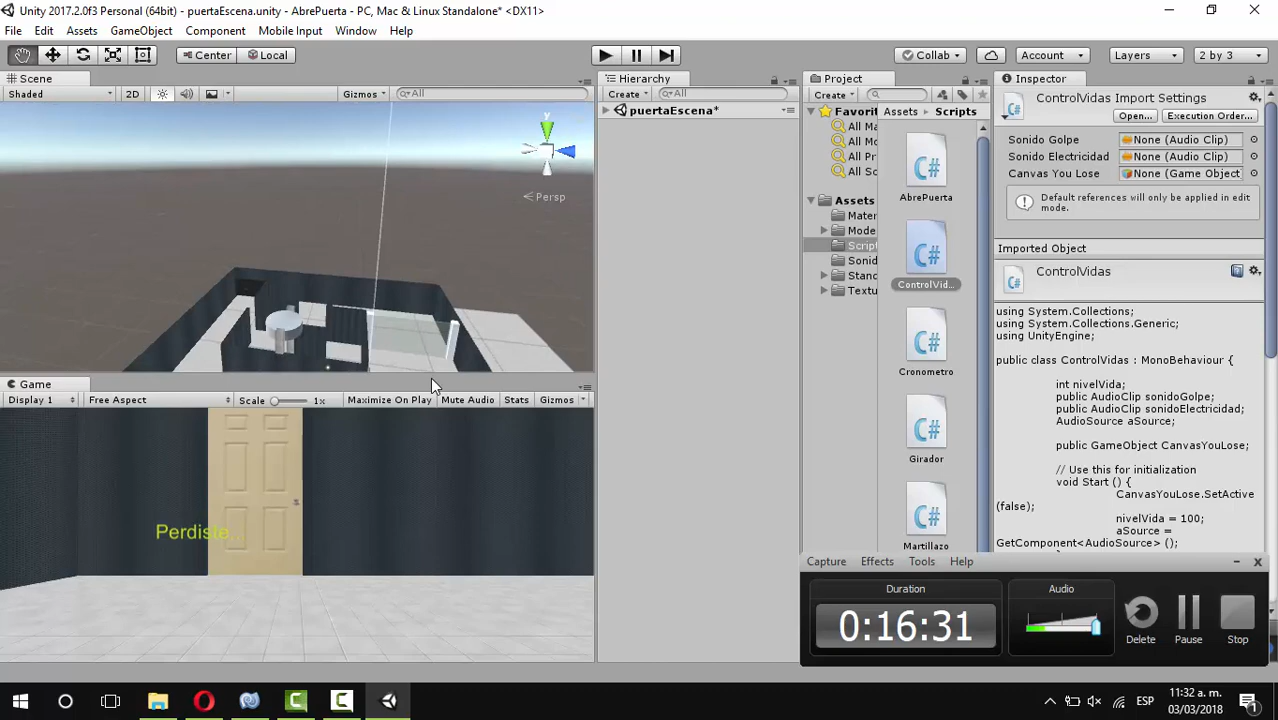 Unity 2017.2.0f3 Personal (64bit) - puertaEscena.unity - AbrePuerta - PC, Mac & Linux Standalone* <DX11>
File Edit Assets GameObject Component Mobile Input Window Help
Center Local Collab Account Layers 2 by 3
Scene
Shaded 2D Gizmos All
y
Persp
Game
Display 1 Free Aspect Scale 1x Maximize On Play Mute Audio Stats Gizmos
Perdiste...
Hierarchy
Create All
puertaEscena*
Project
Create
Favorit
All Ma
All Mo
All Pr
All Sc
Assets
Mater
Mode
Script
Sonid
Stanc
Textu
Assets Scripts
C#
AbrePuerta
C#
ControlVid...
C#
Cronometro
C#
Girador
C#
Martillazo
Inspector
ControlVidas Import Settings
Open... Execution Order...
Sonido Golpe None (Audio Clip)
Sonido Electricidad None (Audio Clip)
Canvas You Lose None (Game Object
Default references will only be applied in edit
mode.
Imported Object
ControlVidas
using System.Collections;
using System.Collections.Generic;
using UnityEngine;
public class ControlVidas : MonoBehaviour {
int nivelVida;
public AudioClip sonidoGolpe;
public AudioClip sonidoElectricidad;
AudioSource aSource;
public GameObject CanvasYouLose;
// Use this for initialization
void Start () {
CanvasYouLose.SetActive
(false);
nivelVida = 100;
aSource =
GetComponent<AudioSource> ();
Capture Effects Tools Help
Duration
0:16:31
Audio
Delete Pause Stop
ESP
11:32 a. m.
03/03/2018
1